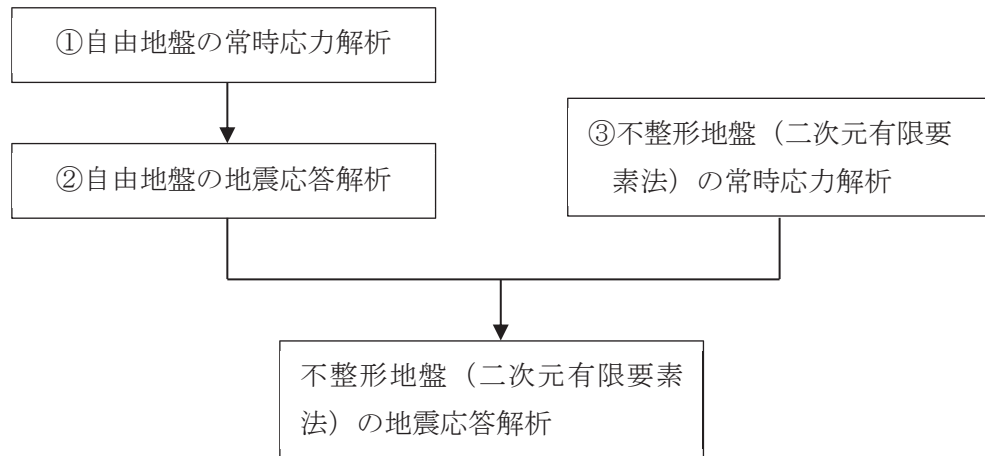 ①自由地盤の常時応力解析
②自由地盤の地震応答解析
③不整形地盤(二次元有限要
素法)の常時応力解析
不整形地盤(二次元有限要素
法)の地震応答解析